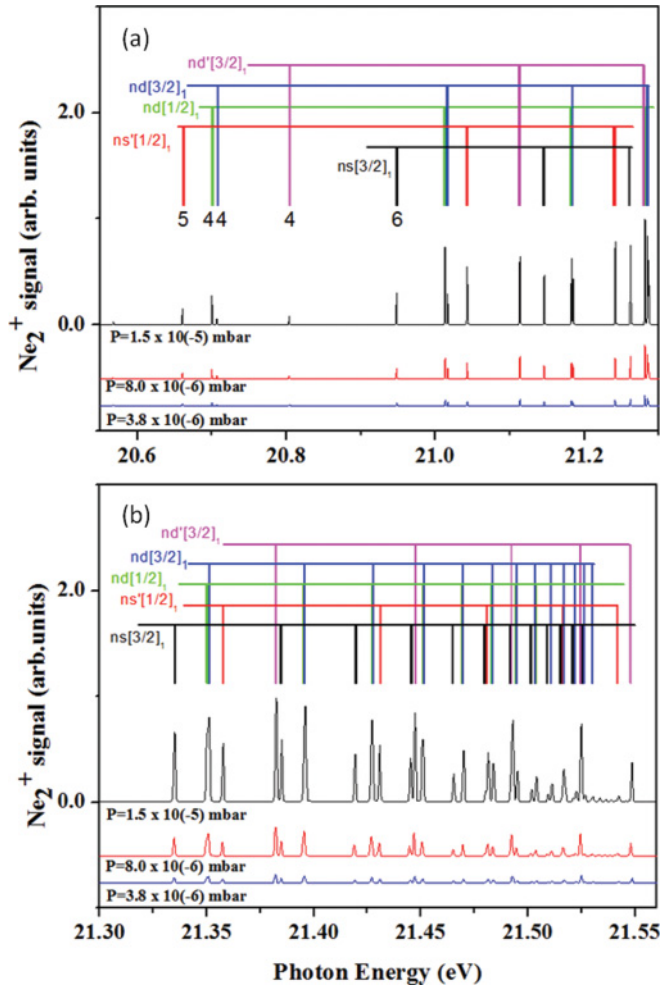 (a)
nd'[3/2]₁
nd[3/2]₁
nd[1/2]₁
ns'[1/2]₁
ns[3/2]₁
5 4 4 4 6
2.0
0.0
Ne₂⁺ signal (arb. units)
P=1.5 x 10(-5) mbar
P=8.0 x 10(-6) mbar
P=3.8 x 10(-6) mbar
20.6 20.8 21.0 21.2
(b)
nd'[3/2]₁
nd[3/2]₁
nd[1/2]₁
ns'[1/2]₁
ns[3/2]₁
2.0
0.0
Ne₂⁺ signal (arb.units)
P=1.5 x 10(-5) mbar
P=8.0 x 10(-6) mbar
P=3.8 x 10(-6) mbar
21.30 21.35 21.40 21.45 21.50 21.55
Photon Energy (eV)